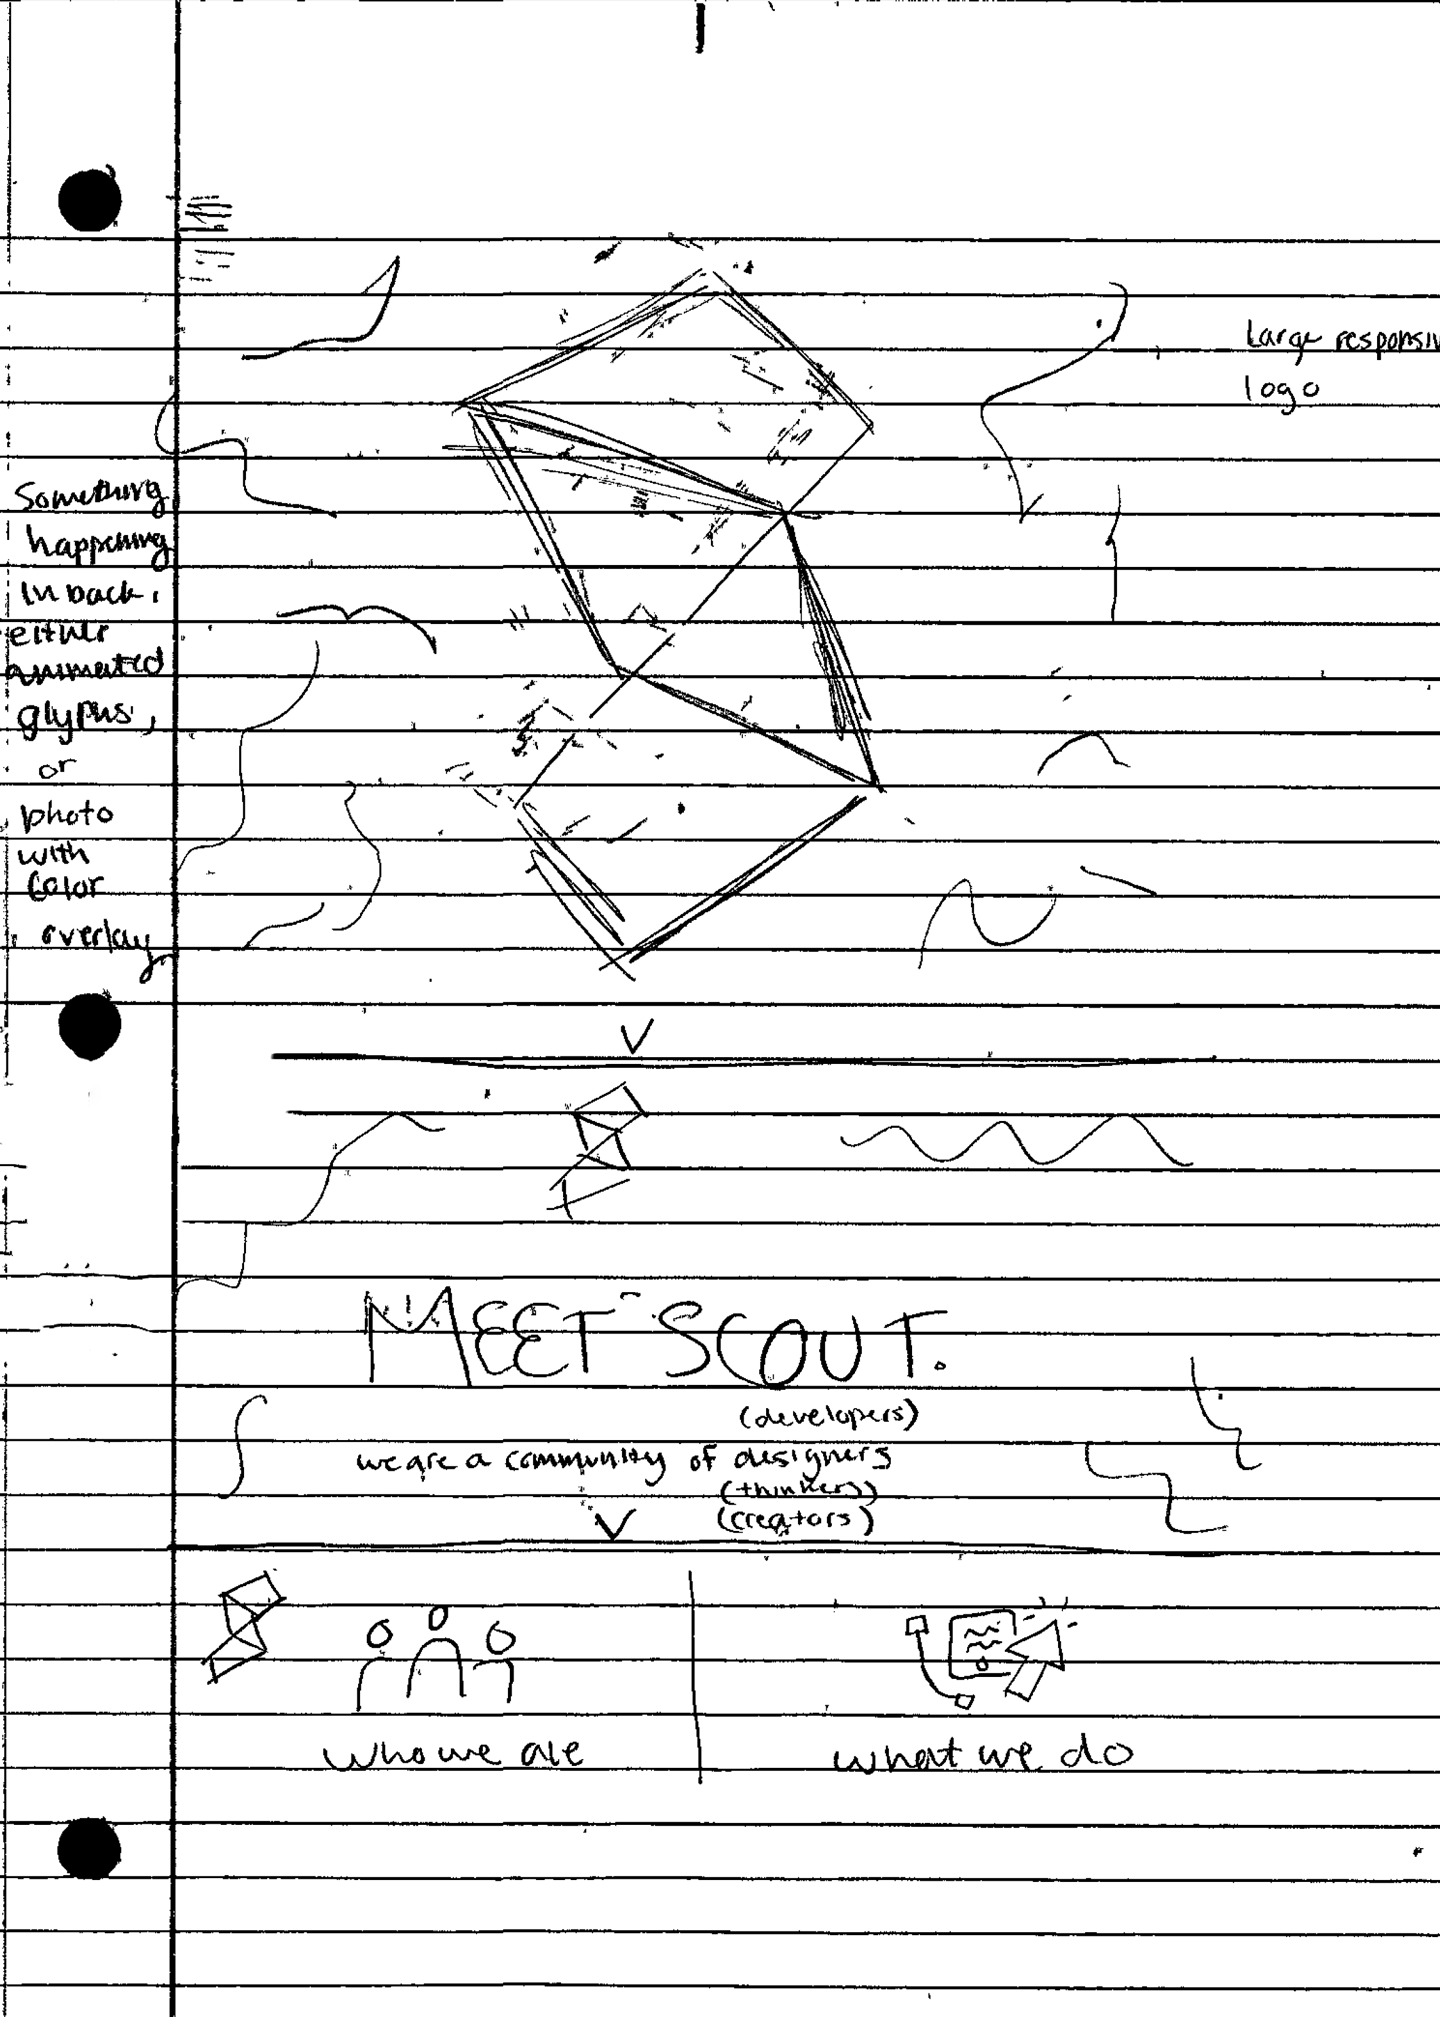 Large responsiv
logo
Something
happening
in back,
either
animated
glyphs,
or
photo
with
Color
overlay
MEET SCOUT.
(developers)
we are a community of designers
(thinkers)
(creators)
who we are
what we do